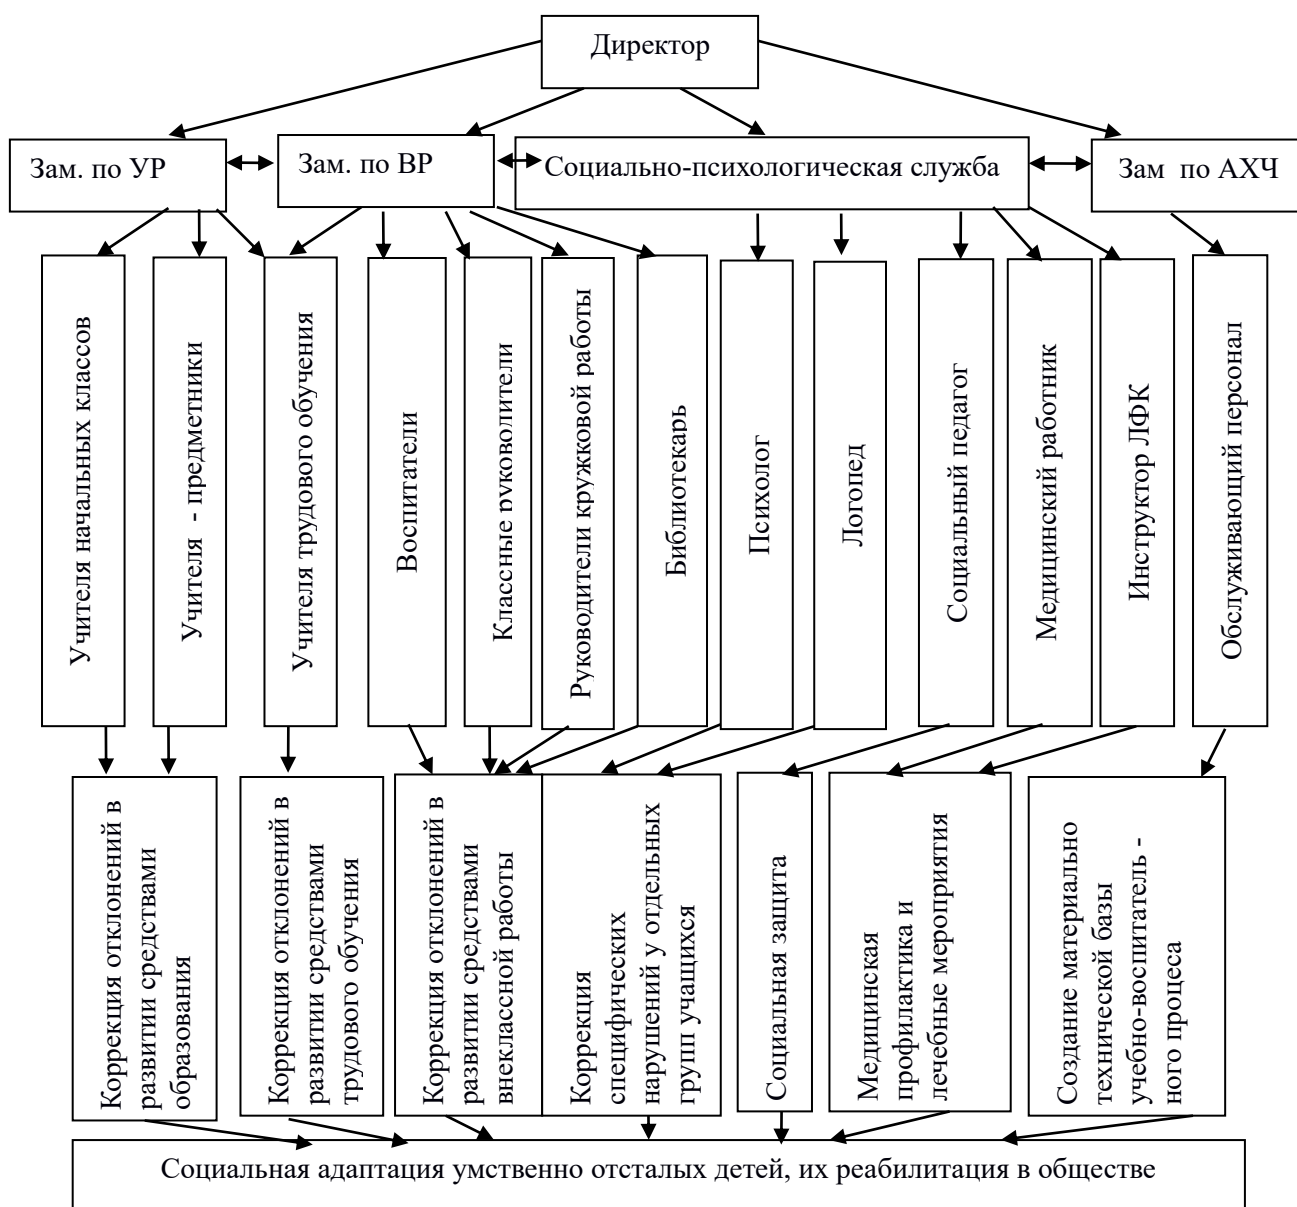 Директор
Зам. по УР
Зам. по ВР
Социально-психологическая служба
Зам по АХЧ
Учителя начальных классов
Учителя - предметники
Учителя трудового обучения
Воспитатели
Классные руководители
Руководители кружковой работы
Библиотекарь
Психолог
Логопед
Социальный педагог
Медицинский работник
Инструктор ЛФК
Обслуживающий персонал
Коррекция отклонений в
развитии средствами
образования
Коррекция отклонений в
развитии средствами
трудового обучения
Коррекция отклонений в
развитии средствами
внеклассной работы
Коррекция
специфических
нарушений у отдельных
групп учащихся
Социальная защита
Медицинская
профилактика и
лечебные мероприятия
Создание материально
технической базы
учебно-воспитатель -
ного процеса
Социальная адаптация умственно отсталых детей, их реабилитация в обществе